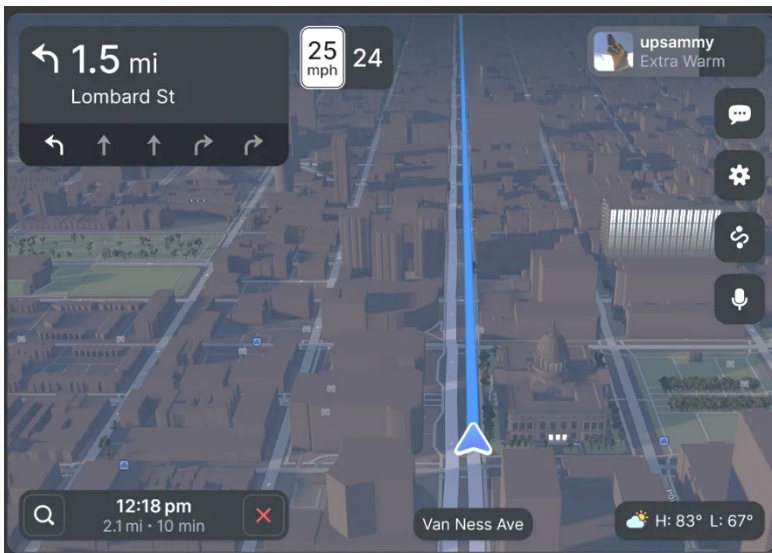 1.5 mi
Lombard St
25
mph
24
upsammy
Extra Warm
12:18 pm
2.1 mi · 10 min
Van Ness Ave
H: 83° L: 67°